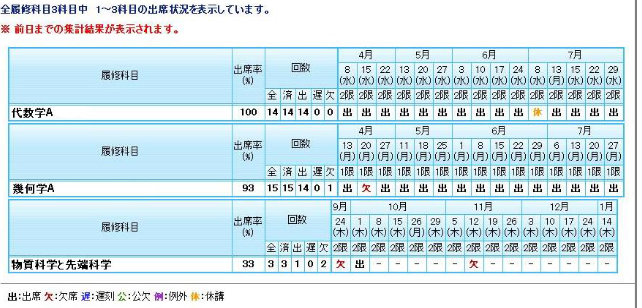 全履修科目3科目中 1～3科目の出席状況を表示しています。
※ 前日までの集計結果が表示されます。
履修科目 出席率(%) 回数 4月 5月 6月 7月
8 15 22 13 20 27 3 10 17 24 8 13 15 22 29
(水) (水) (水) (水) (水) (水) (水) (水) (水) (水) (水) (月) (水) (水) (水)
全 済 出 遅 欠 2限 2限 2限 2限 2限 2限 2限 2限 2限 2限 2限 2限 2限 2限 2限
代数学A 100 14 14 14 0 0 出 出 出 出 出 出 出 出 出 出 休 出 出 出 出
履修科目 出席率(%) 回数 4月 5月 6月 7月
13 20 27 11 18 25 1 8 15 22 29 6 13 20 27
(月) (月) (月) (月) (月) (月) (月) (月) (月) (月) (月) (月) (月) (月) (月)
全 済 出 遅 欠 1限 1限 1限 1限 1限 1限 1限 1限 1限 1限 1限 1限 1限 1限 1限
幾何学A 93 15 15 14 0 1 出 欠 出 出 出 出 出 出 出 出 出 出 出 出 出
履修科目 出席率(%) 回数 9月 10月 11月 12月 1月
24 1 8 15 26 29 5 12 19 26 3 10 17 24 14
(木) (木) (木) (木) (月) (木) (木) (木) (木) (木) (木) (木) (木) (木) (木)
全 済 出 遅 欠 2限 2限 2限 2限 2限 2限 2限 2限 2限 2限 2限 2限 2限 2限 2限
物質科学と先端科学 33 3 3 1 0 2 欠 出 - - - - - 欠 - - - - - - -
出:出席 欠:欠席 遅:遅刻 公:公欠 例:例外 休:休講